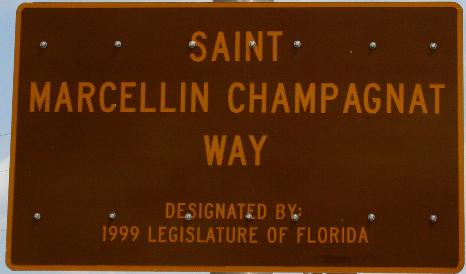 SAINT
MARCELLIN CHAMPAGNAT
WAY
DESIGNATED BY:
1999 LEGISLATURE OF FLORIDA